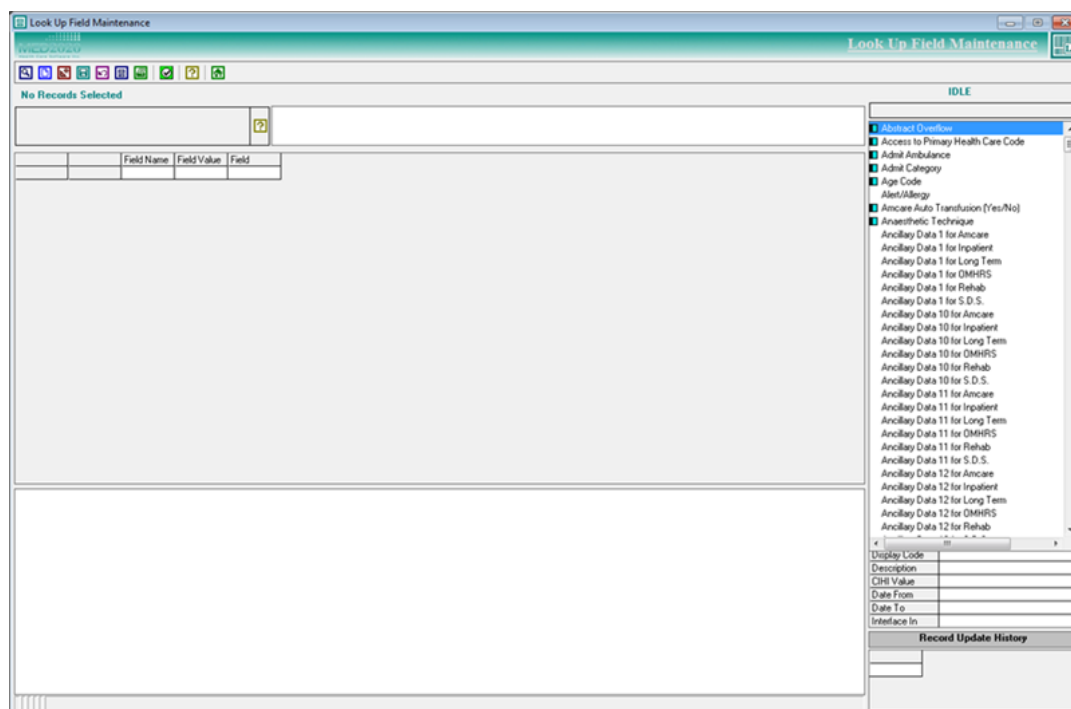 Look Up Field Maintenance
MED2020
Look Up Field Maintenance
No Records Selected
IDLE
Field Name Field Value Field
Abstract Overflow
Access to Primary Health Care Code
Admit Ambulance
Admit Category
Age Code
Alert/Allergy
Amcare Auto Transfusion (Yes/No)
Anaesthetic Technique
Ancillary Data 1 for Amcare
Ancillary Data 1 for Inpatient
Ancillary Data 1 for Long Term
Ancillary Data 1 for OMHRS
Ancillary Data 1 for Rehab
Ancillary Data 1 for S.D.S.
Ancillary Data 10 for Amcare
Ancillary Data 10 for Inpatient
Ancillary Data 10 for Long Term
Ancillary Data 10 for OMHRS
Ancillary Data 10 for Rehab
Ancillary Data 10 for S.D.S.
Ancillary Data 11 for Amcare
Ancillary Data 11 for Inpatient
Ancillary Data 11 for Long Term
Ancillary Data 11 for OMHRS
Ancillary Data 11 for Rehab
Ancillary Data 11 for S.D.S.
Ancillary Data 12 for Amcare
Ancillary Data 12 for Inpatient
Ancillary Data 12 for Long Term
Ancillary Data 12 for OMHRS
Ancillary Data 12 for Rehab
Display Code
Description
CIHI Value
Date From
Date To
Interface In
Record Update History